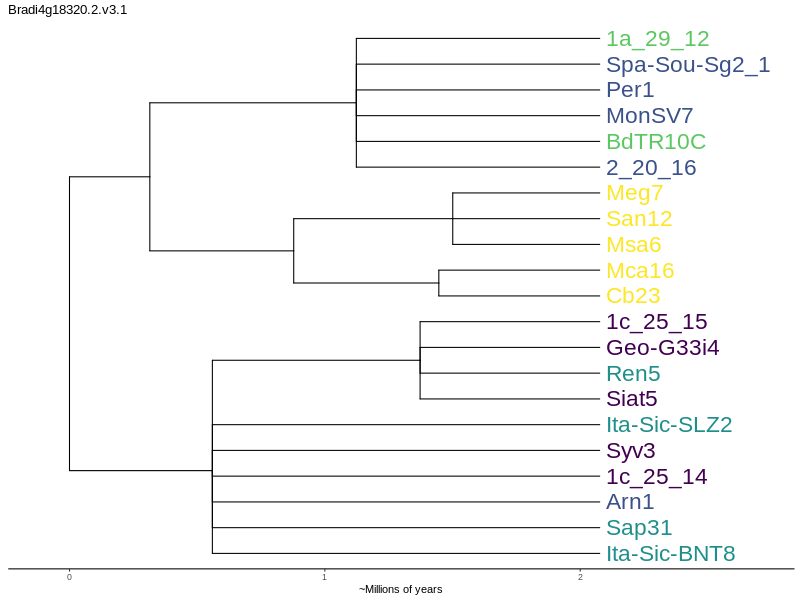 Bradi4g18320.2.v3.1
1a_29_12
Spa-Sou-Sg2_1
Per1
MonSV7
BdTR10C
2_20_16
Meg7
San12
Msa6
Mca16
Cb23
1c_25_15
Geo-G33i4
Ren5
Siat5
Ita-Sic-SLZ2
Syv3
1c_25_14
Arn1
Sap31
Ita-Sic-BNT8
0 1 2
~Millions of years